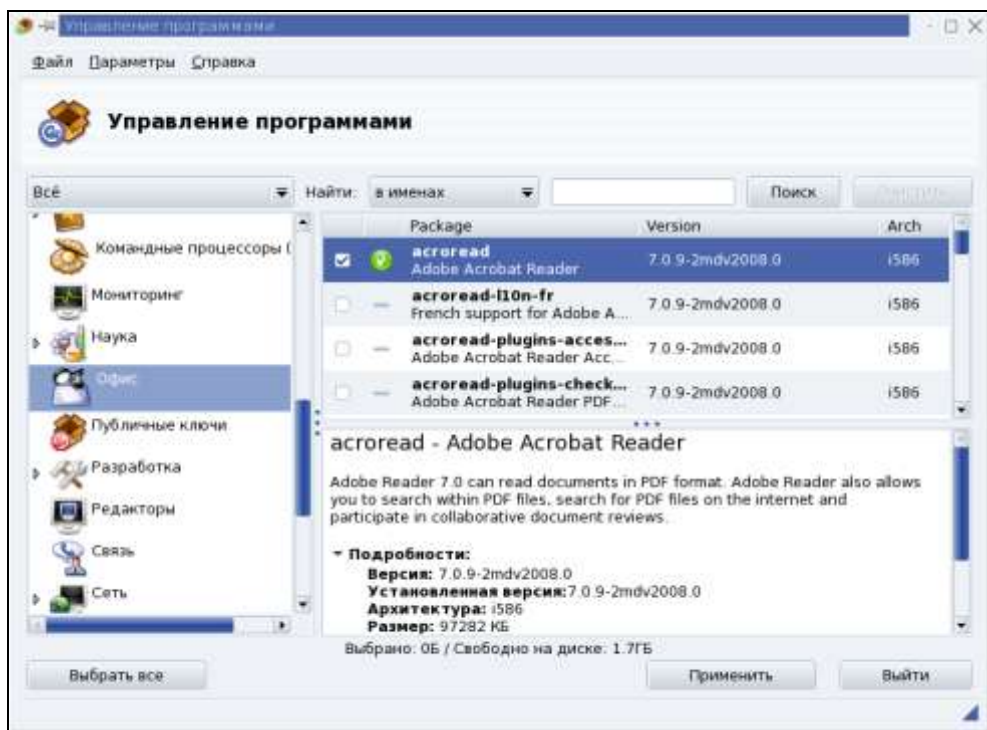 Управление программами
Файл Параметры Справка
Управление программами
Всё
Найти:
в именах
Поиск
Очистить
Командные процессоры (
Мониторинг
Наука
Офис
Публичные ключи
Разработка
Редакторы
Связь
Сеть
Package Version Arch
acroread
Adobe Acrobat Reader
7.0.9-2mdv2008.0 i586
acroread-l10n-fr
French support for Adobe A...
7.0.9-2mdv2008.0 i586
acroread-plugins-acces...
Adobe Acrobat Reader Acc...
7.0.9-2mdv2008.0 i586
acroread-plugins-check...
Adobe Acrobat Reader PDF...
7.0.9-2mdv2008.0 i586
acroread - Adobe Acrobat Reader
Adobe Reader 7.0 can read documents in PDF format. Adobe Reader also allows
you to search within PDF files, search for PDF files on the internet and
participate in collaborative document reviews.
Подробности:
Версия: 7.0.9-2mdv2008.0
Установленная версия:7.0.9-2mdv2008.0
Архитектура: i586
Размер: 97282 КБ
Выбрано: 0Б / Свободно на диске: 1.7ГБ
Выбрать все
Применить
Выйти